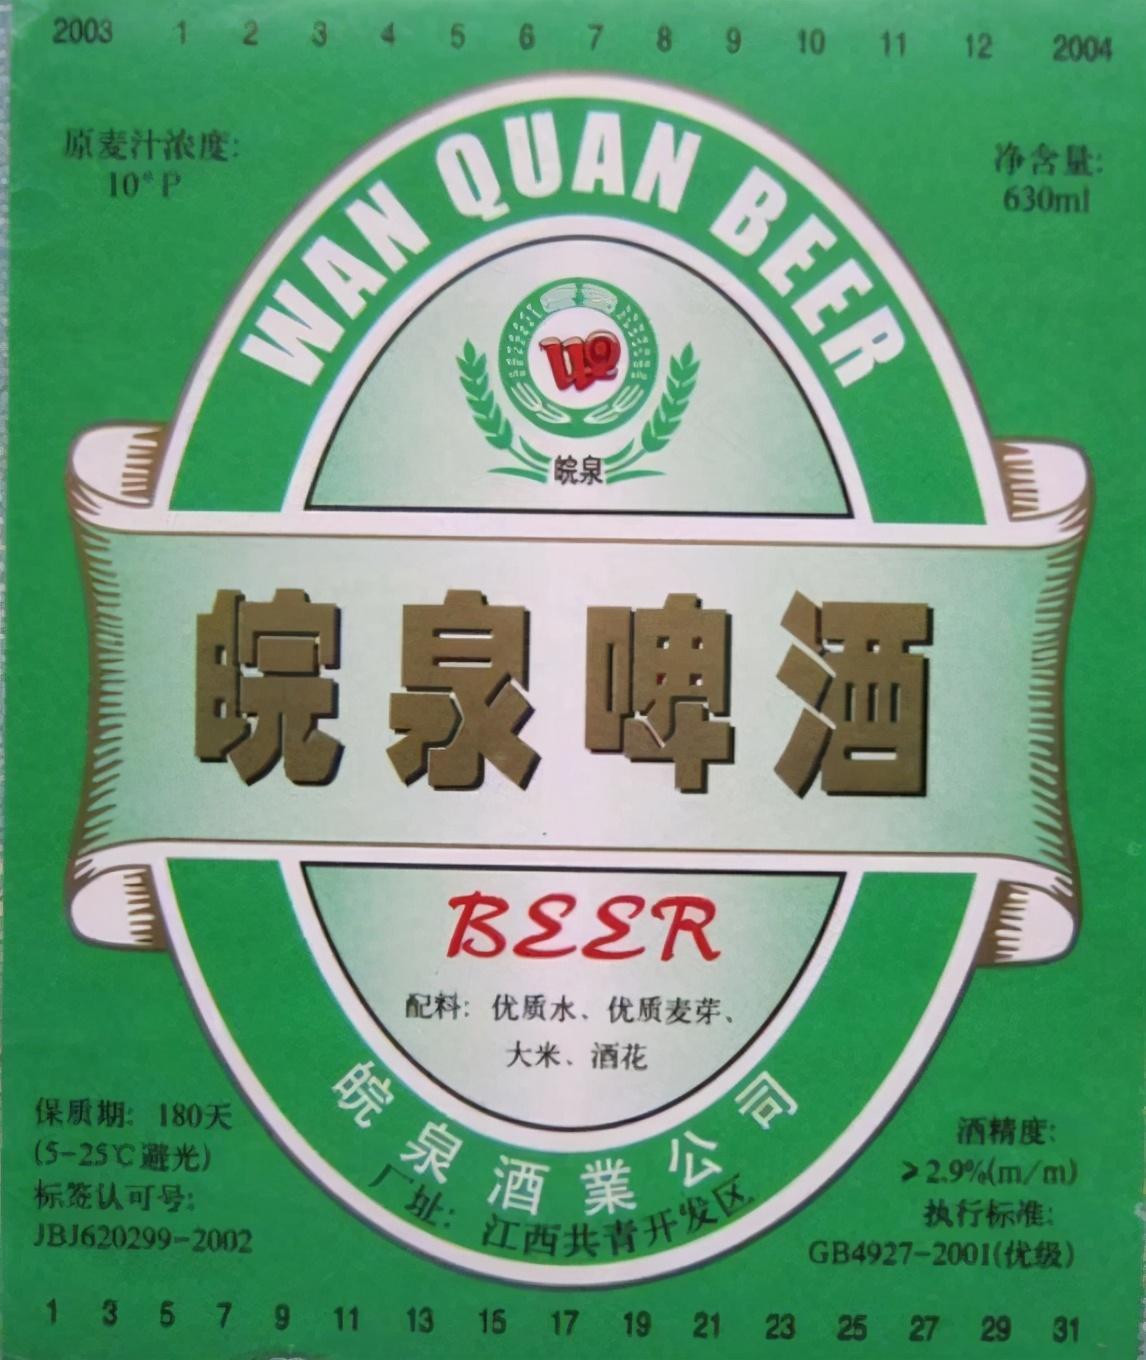 2003 1 2 3 4 5 6 7 8 9 10 11 12 2004
原麦汁浓度:
10°P
净含量:
630ml
WAN QUAN BEER
皖泉
皖泉啤酒
BEER
配料: 优质水、优质麦芽、
大米、酒花
皖泉酒業公司
厂址: 江西共青开发区
保质期: 180天
(5-25℃避光)
标签认可号:
JBJ620299-2002
酒精度:
≥2.9%(m/m)
执行标准:
GB4927-2001(优级)
1 3 5 7 9 11 13 15 17 19 21 23 25 27 29 31